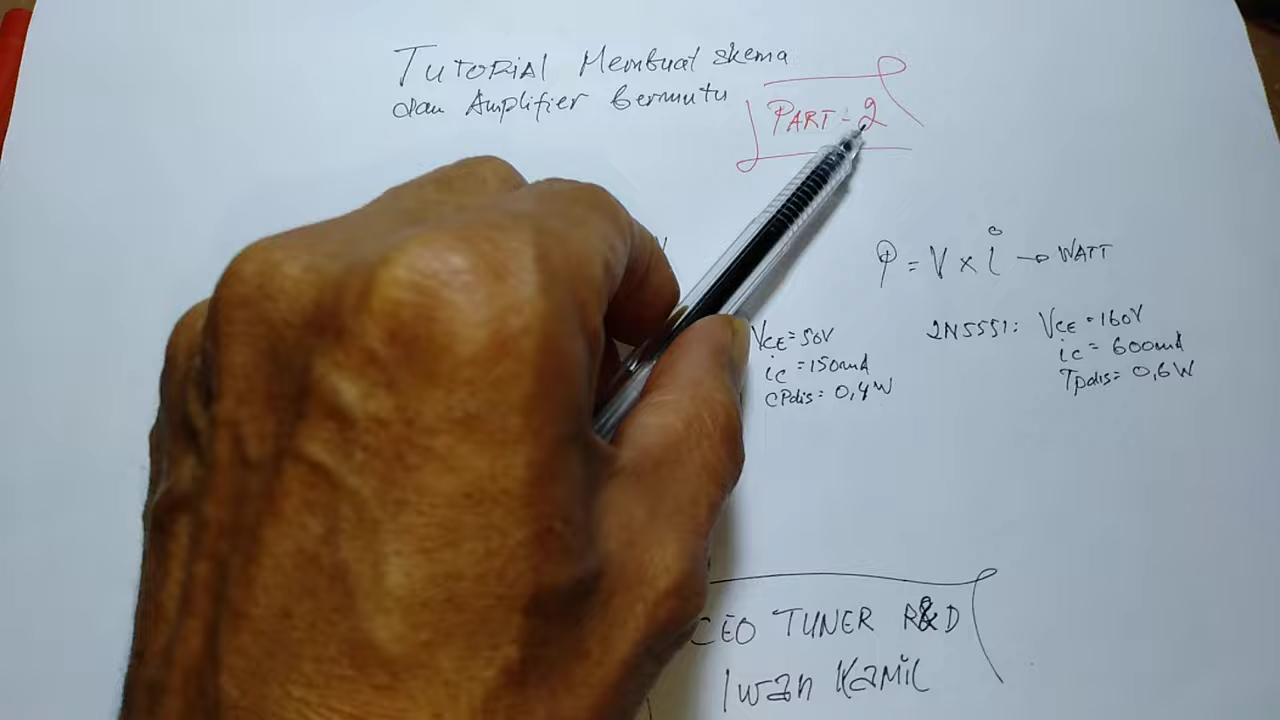 TUTORIAL Membuat skema
dan Amplifier bermutu
PART-2
P = V x i → WATT
VCE = 50V
ic = 150mA
CPdis = 0,4W
2N5551: VCE = 160V
ic = 600mA
Tpdis = 0,6W
CEO TUNER R&D
Iwan Kamil